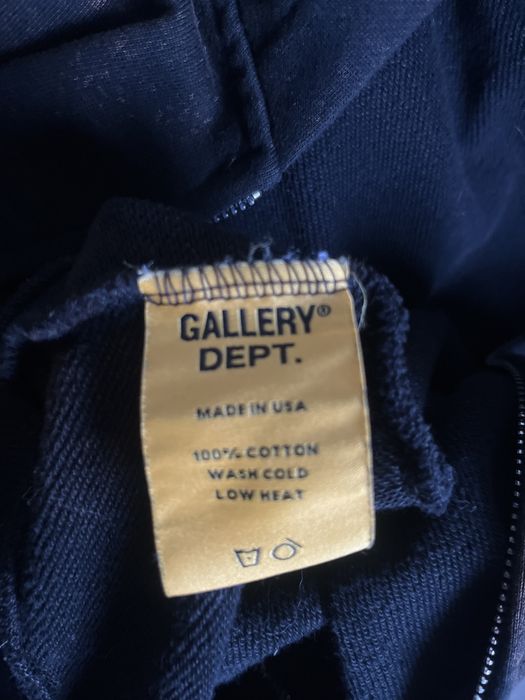 GALLERY®
DEPT.
MADE IN USA
100% COTTON
WASH COLD
LOW HEAT